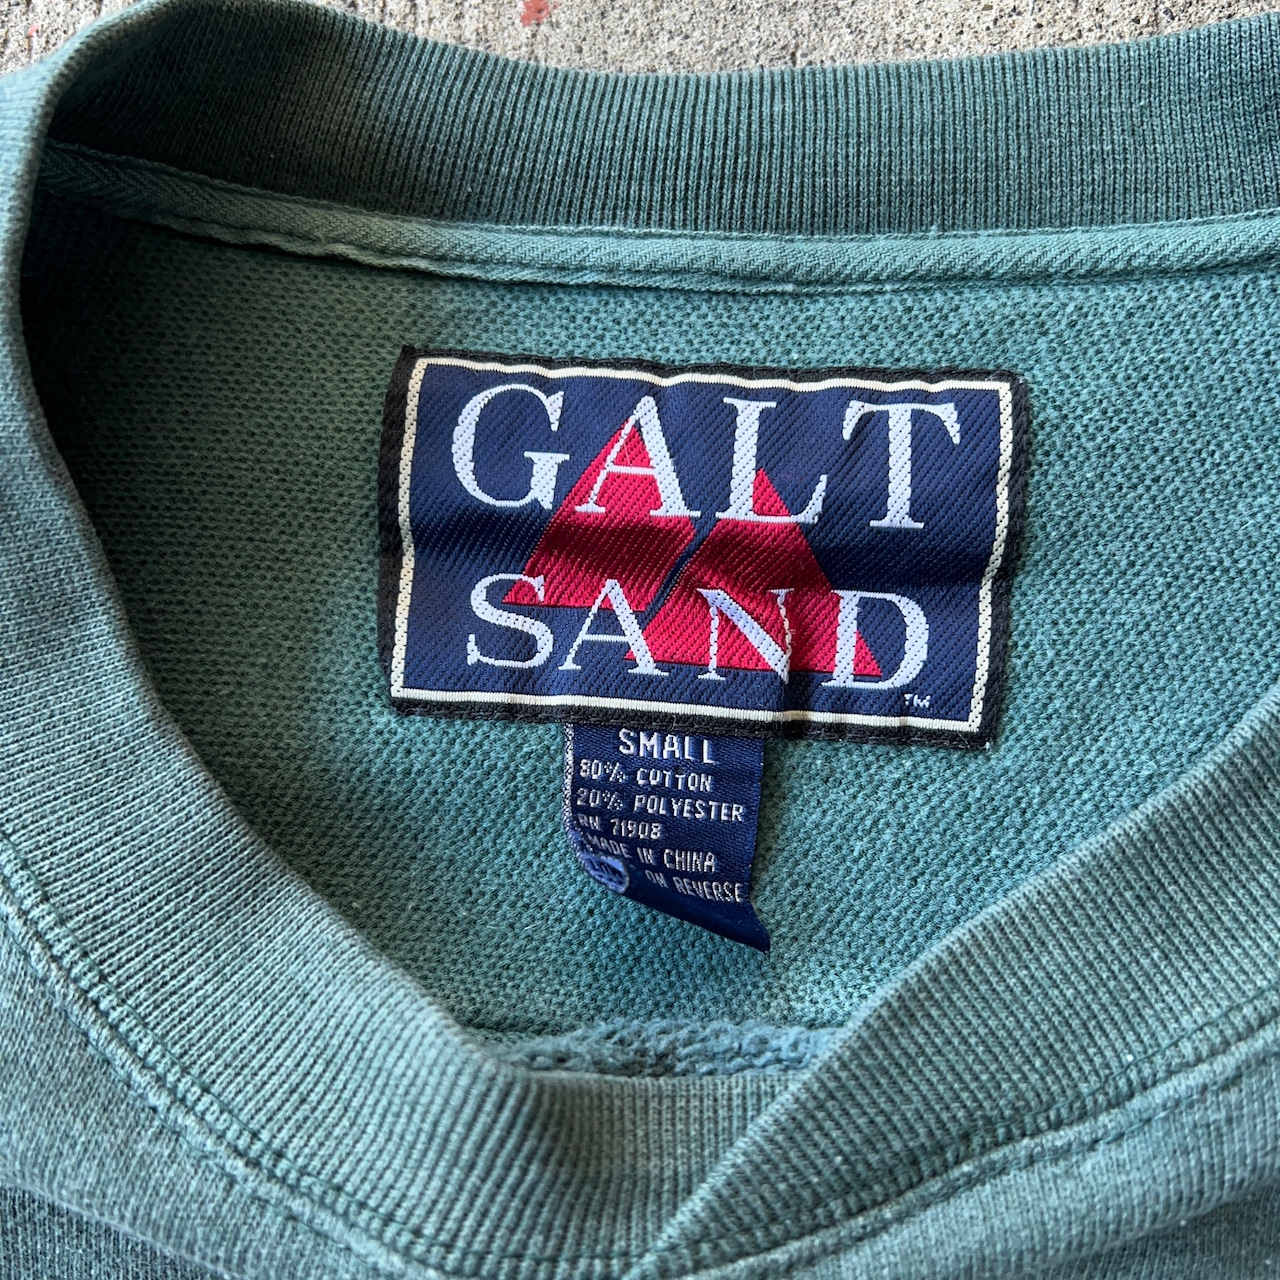 GALT
SAND
TM
SMALL
80% COTTON
20% POLYESTER
RN 71908
MADE IN CHINA
ON REVERSE